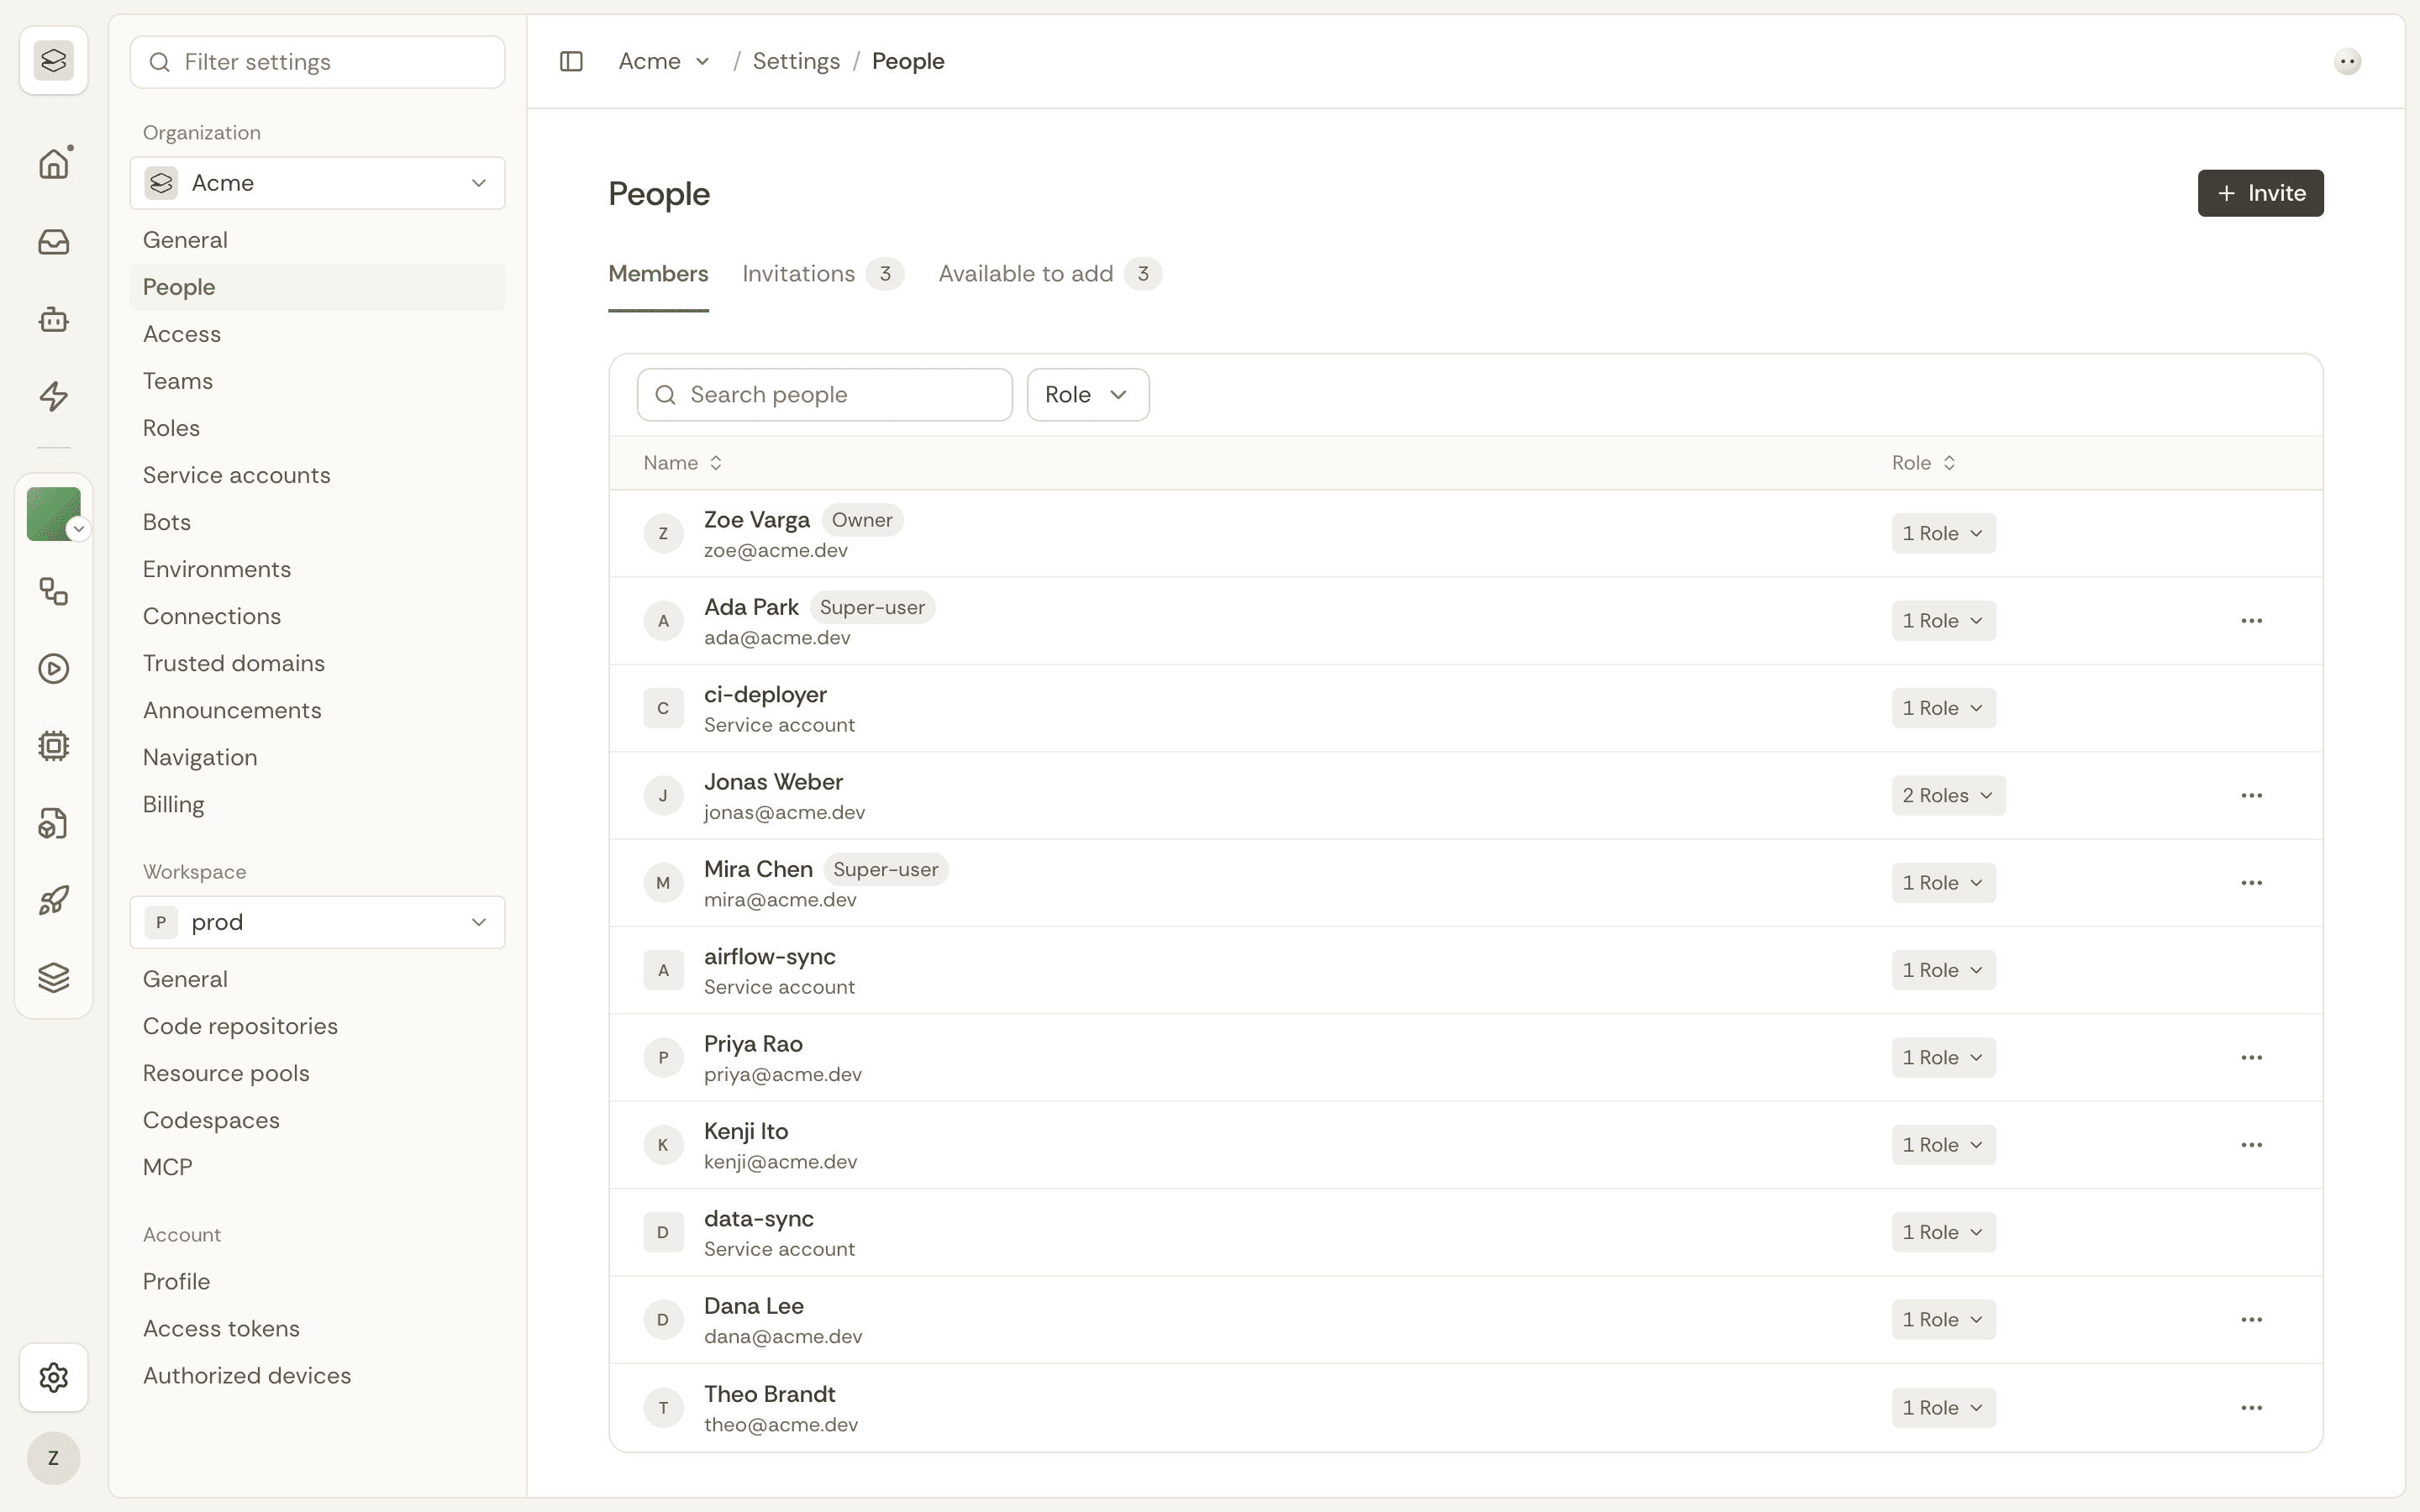 Filter settings
Organization
Acme
General
People
Access
Teams
Roles
Service accounts
Bots
Environments
Connections
Trusted domains
Announcements
Navigation
Billing
Workspace
P prod
General
Code repositories
Resource pools
Codespaces
MCP
Account
Profile
Access tokens
Authorized devices
Z
Acme / Settings / People
People
+ Invite
Members Invitations 3 Available to add 3
Search people Role
Name Role
Z Zoe Varga Owner 1 Role
zoe@acme.dev
A Ada Park Super-user 1 Role
ada@acme.dev
C ci-deployer 1 Role
Service account
J Jonas Weber 2 Roles
jonas@acme.dev
M Mira Chen Super-user 1 Role
mira@acme.dev
A airflow-sync 1 Role
Service account
P Priya Rao 1 Role
priya@acme.dev
K Kenji Ito 1 Role
kenji@acme.dev
D data-sync 1 Role
Service account
D Dana Lee 1 Role
dana@acme.dev
T Theo Brandt 1 Role
theo@acme.dev